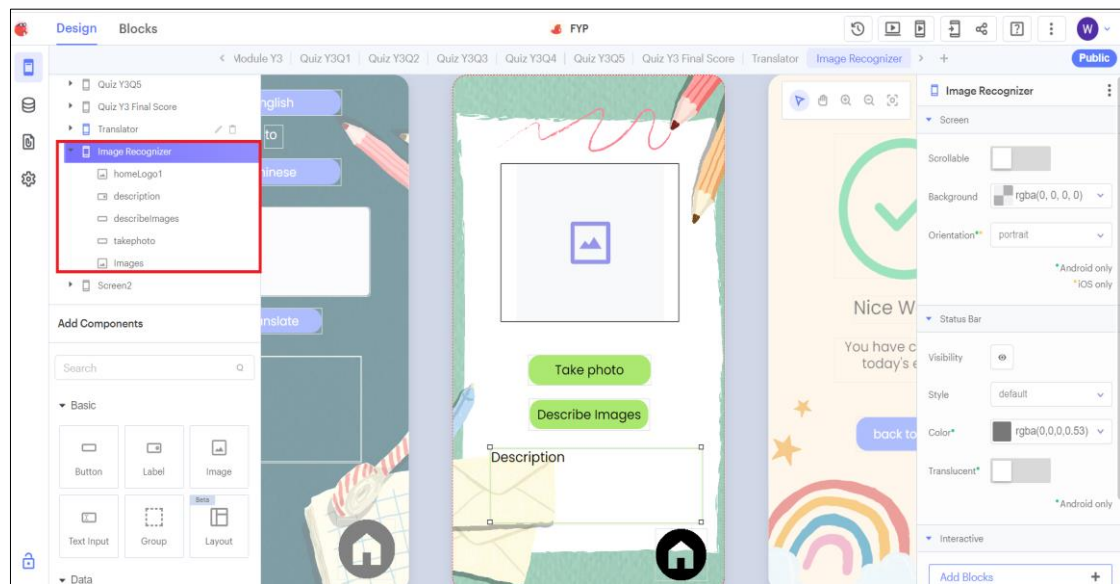 Design Blocks FYP W
Module Y3 Quiz Y3Q1 Quiz Y3Q2 Quiz Y3Q3 Quiz Y3Q4 Quiz Y3Q5 Quiz Y3 Final Score Translator Image Recognizer Public
Quiz Y3Q5
Quiz Y3 Final Score
Translator
Image Recognizer
homeLogo1
description
describeImages
takephoto
Images
Screen2
Add Components
Search
Basic
Button Label Image
Beta
Text Input Group Layout
Data
nglish
to
inese
nslate
Take photo
Describe Images
Description
Nice W
You have c
today's e
back to
Image Recognizer
Screen
Scrollable
Background rgba(0, 0, 0, 0)
Orientation** portrait
*Android only
*iOS only
Status Bar
Visibility
Style default
Color* rgba(0,0,0,0.53)
Translucent*
*Android only
Interactive
Add Blocks +